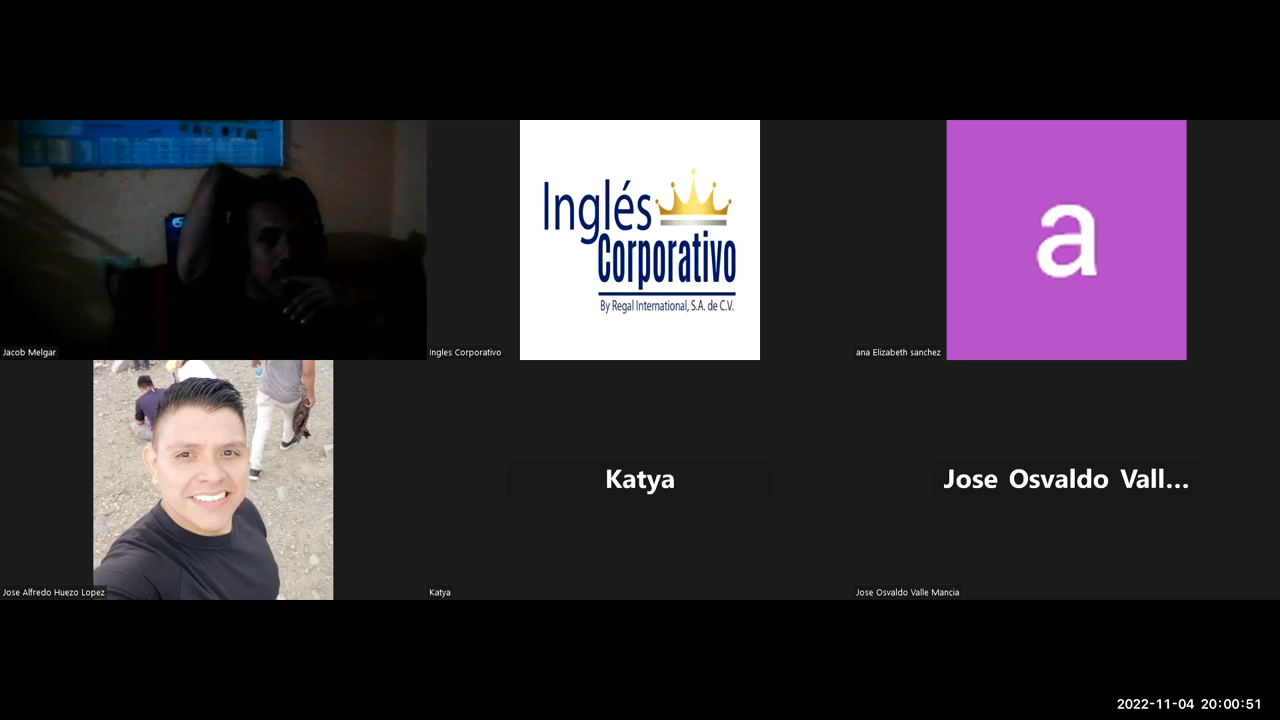 Inglés
Corporativo
By Regal International, S.A. de C.V.
a
Jacob Melgar
Ingles Corporativo
ana Elizabeth sanchez
Katya
Jose Osvaldo Vall...
Jose Alfredo Huezo Lopez
Katya
Jose Osvaldo Valle Mancia
2022-11-04 20:00:51